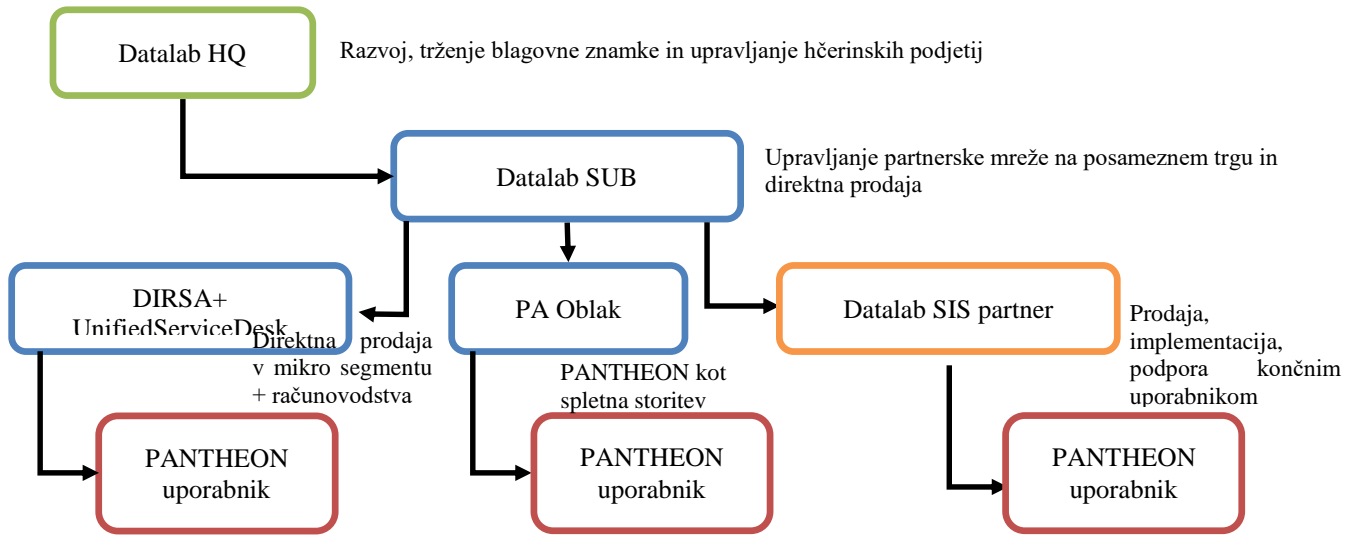 Datalab HQ
Razvoj, trženje blagovne znamke in upravljanje hčerinskih podjetij
Datalab SUB
Upravljanje partnerske mreže na posameznem trgu in
direktna prodaja
DIRSA+
UnifiedServiceDesk
Direktna prodaja
v mikro segmentu
+ računovodstva
PA Oblak
PANTHEON kot
spletna storitev
Datalab SIS partner
Prodaja,
implementacija,
podpora končnim
uporabnikom
PANTHEON
uporabnik
PANTHEON
uporabnik
PANTHEON
uporabnik